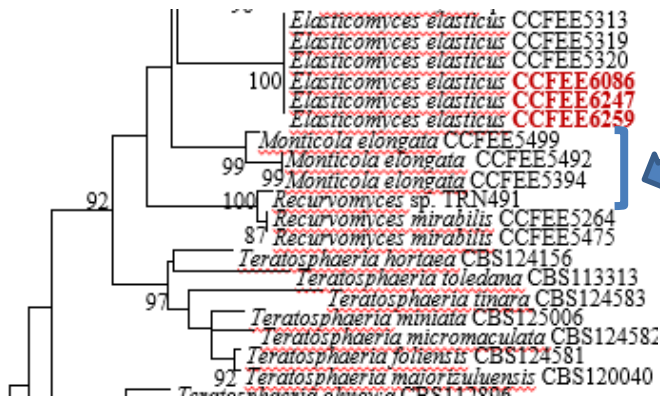 Elasticomyces elasticus CCFEE5313
Elasticomyces elasticus CCFEE5319
Elasticomyces elasticus CCFEE5320
100 Elasticomyces elasticus CCFEE6086
Elasticomyces elasticus CCFEE6247
Elasticomyces elasticus CCFEE6259
Monticola elongata CCFEE5499
99 Monticola elongata CCFEE5492
99 Monticola elongata CCFEE5394
92 100 Recurvomyces sp. TRN491
Recurvomyces mirabilis CCFEE5264
87 Recurvomyces mirabilis CCFEE5475
Teratosphaeria hortaea CBS124156
Teratosphaeria toledana CBS113313
97 Teratosphaeria tinara CBS124583
Teratosphaeria miniata CBS125006
Teratosphaeria micromaculata CBS124582
Teratosphaeria foliensis CBS124581
92 Teratosphaeria majorizuluensis CBS120040